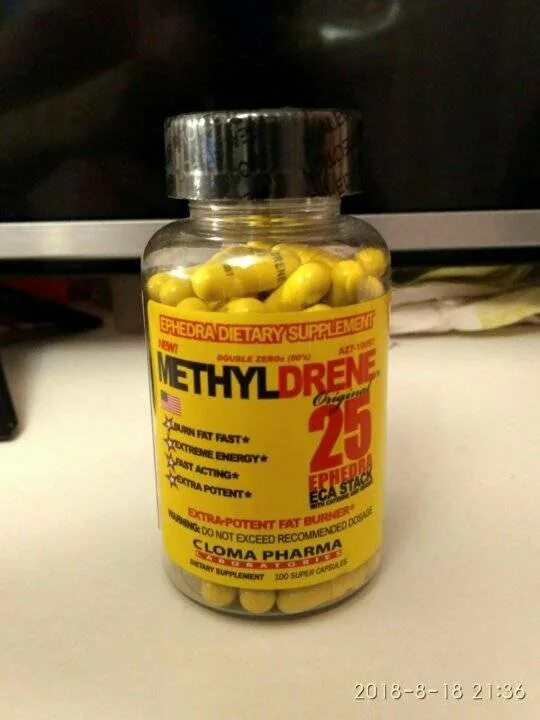 EPHEDRA DIETARY SUPPLEMENT
NEW!
DOUBLE ZEROs (00's)
METHYLDRENE
Original
25
BURN FAT FAST★
EXTREME ENERGY★
FAST ACTING★
EXTRA POTENT★
EPHEDRA
ECA STACK
EXTRA-POTENT FAT BURNER★
WARNING: DO NOT EXCEED RECOMMENDED DOSAGE
CLOMA PHARMA
LABORATORIES
DIETARY SUPPLEMENT 100 SUPER CAPSULES
2018-8-18 21:36